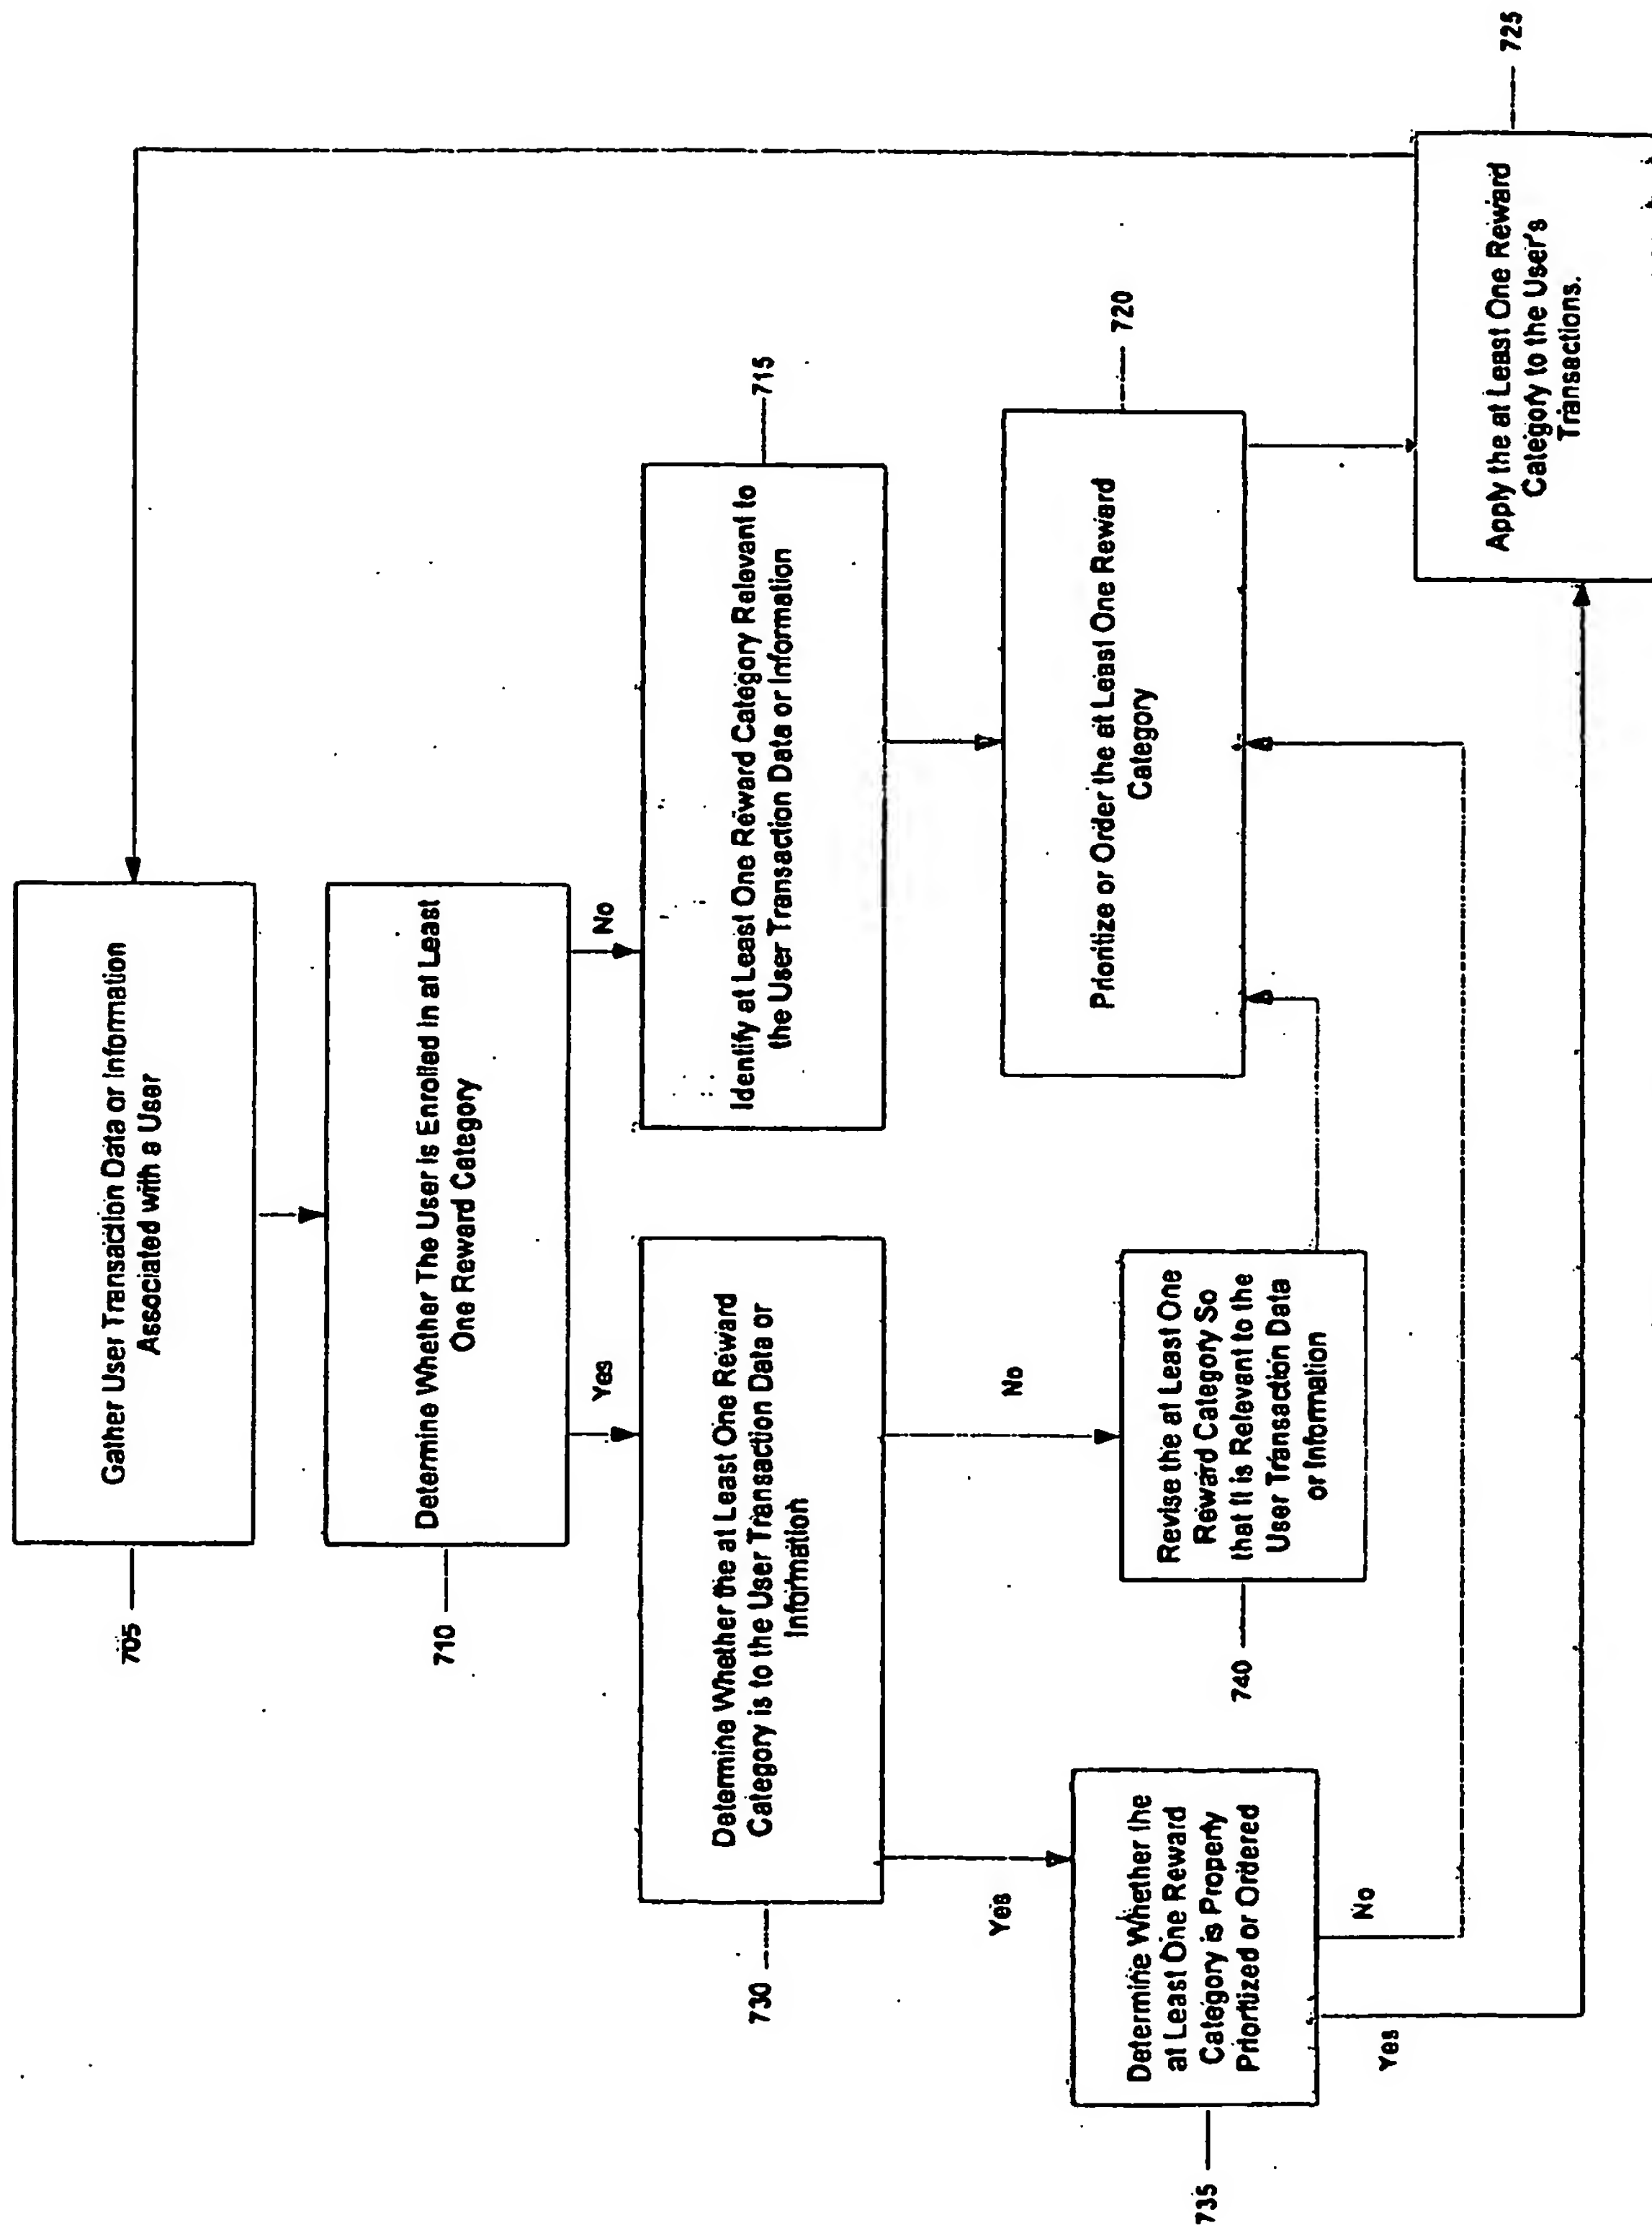 Gather User Transaction Data or Information
Associated with a User
705
Determine Whether The User is Enrolled in at Least
One Reward Category
710
Yes
No
Determine Whether the at Least One Reward
Category is to the User Transaction Data or
Information
730
Identify at Least One Reward Category Relevant to
the User Transaction Data or Information
715
Yes
No
Determine Whether the
at Least One Reward
Category is Properly
Prioritized or Ordered
735
Revise the at Least One
Reward Category So
that it is Relevant to the
User Transaction Data
or Information
740
Prioritize or Order the at Least One Reward
Category
720
No
Yes
Apply the at Least One Reward
Category to the User's
Transactions.
725